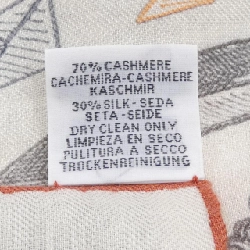 70% CASHMERE
CACHEMIRA-CASHMERE
KASCHMIR
30% SILK-SEDA
SETA-SEIDE
DRY CLEAN ONLY
LIMPIEZA EN SECO
PULITURA A SECCO
TROCKENREINIGUNG